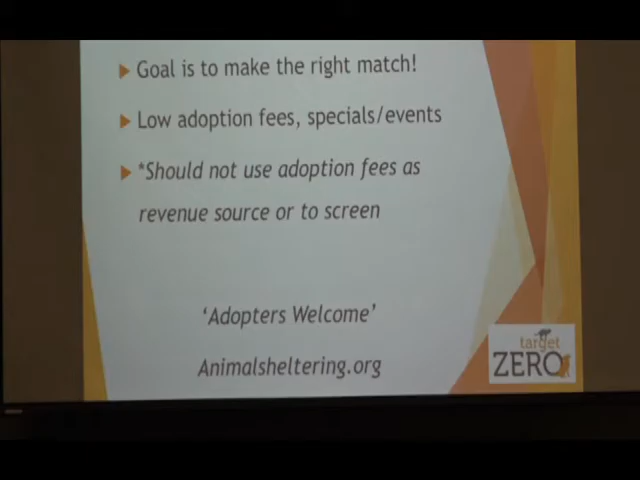 Goal is to make the right match!
Low adoption fees, specials/events
*Should not use adoption fees as
revenue source or to screen
'Adopters Welcome'
Animalsheltering.org
target
ZERO